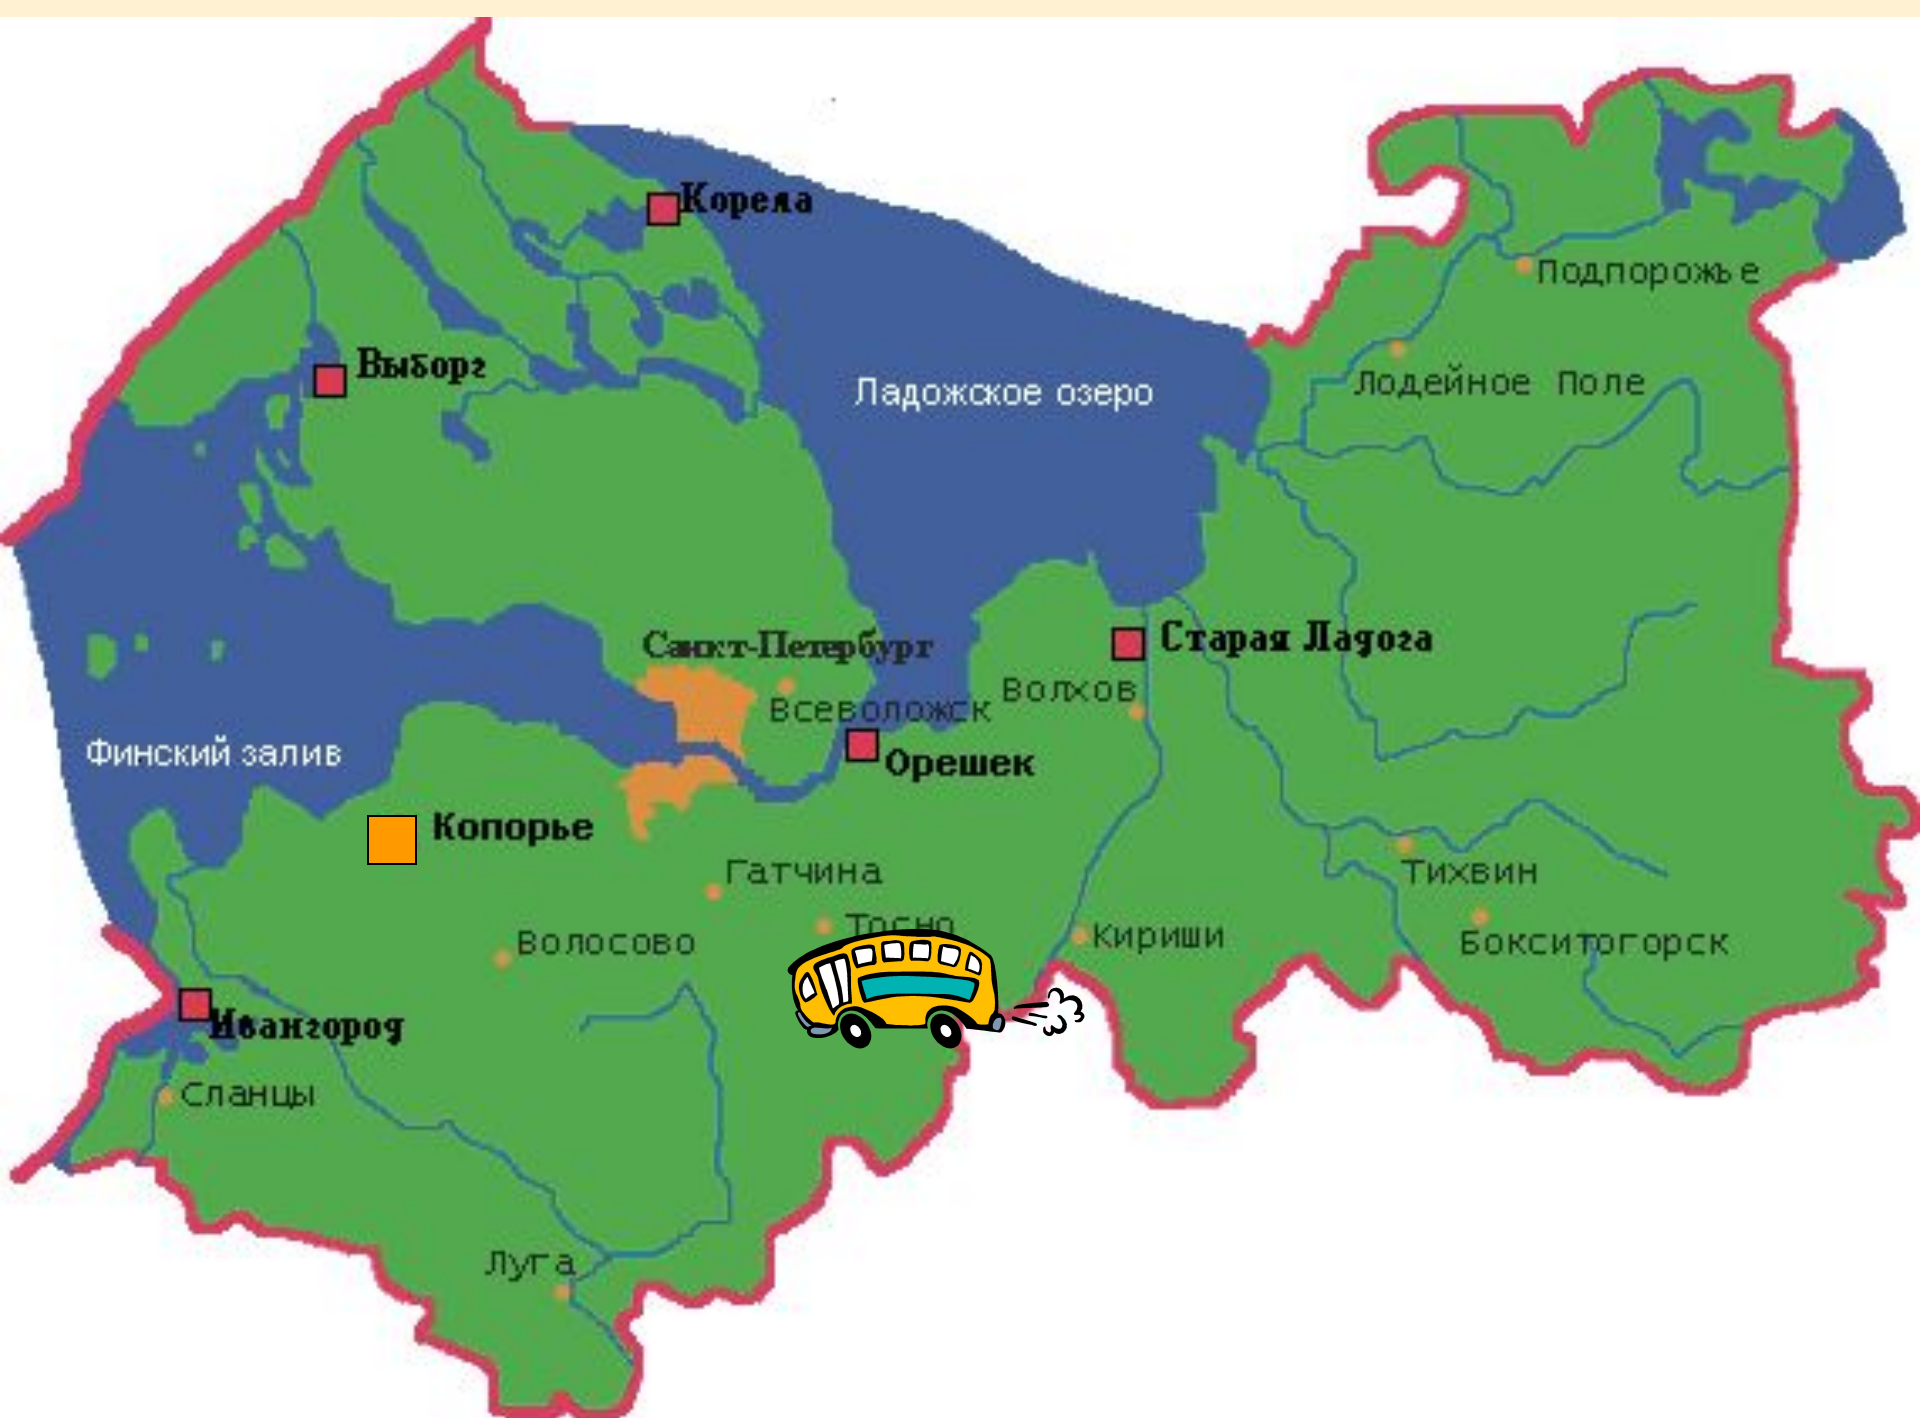 Корела
Подпорожье
Выборг
Ладожское озеро
Лодейное Поле
Санкт-Петербург
Старая Ладога
Волхов
Всеволожск
Финский залив
Орешек
Копорье
Гатчина
Тихвин
Тосно
Волосово
Кириши
Бокситогорск
Ивангород
Сланцы
Луга